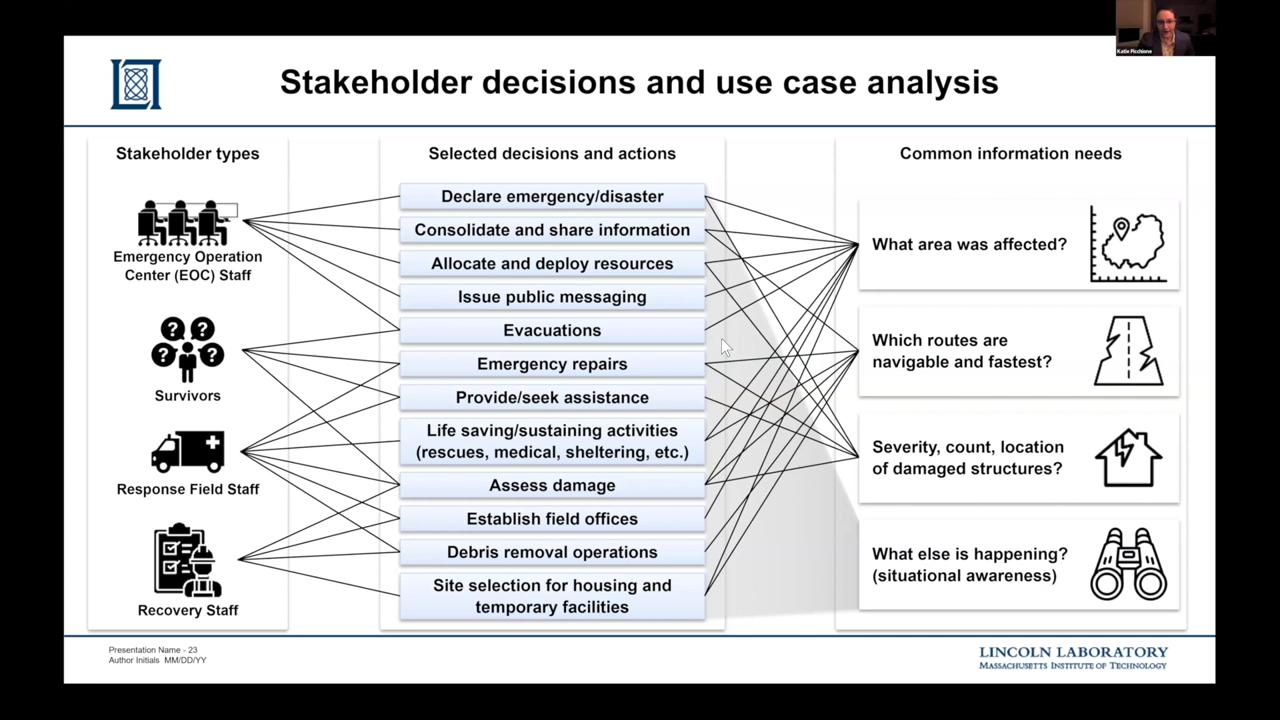 Katie Picchione
Stakeholder decisions and use case analysis
Stakeholder types
Emergency Operation
Center (EOC) Staff
Survivors
Response Field Staff
Recovery Staff
Selected decisions and actions
Declare emergency/disaster
Consolidate and share information
Allocate and deploy resources
Issue public messaging
Evacuations
Emergency repairs
Provide/seek assistance
Life saving/sustaining activities
(rescues, medical, sheltering, etc.)
Assess damage
Establish field offices
Debris removal operations
Site selection for housing and
temporary facilities
Common information needs
What area was affected?
Which routes are
navigable and fastest?
Severity, count, location
of damaged structures?
What else is happening?
(situational awareness)
Presentation Name - 23
Author Initials MM/DD/YY
LINCOLN LABORATORY
MASSACHUSETTS INSTITUTE OF TECHNOLOGY